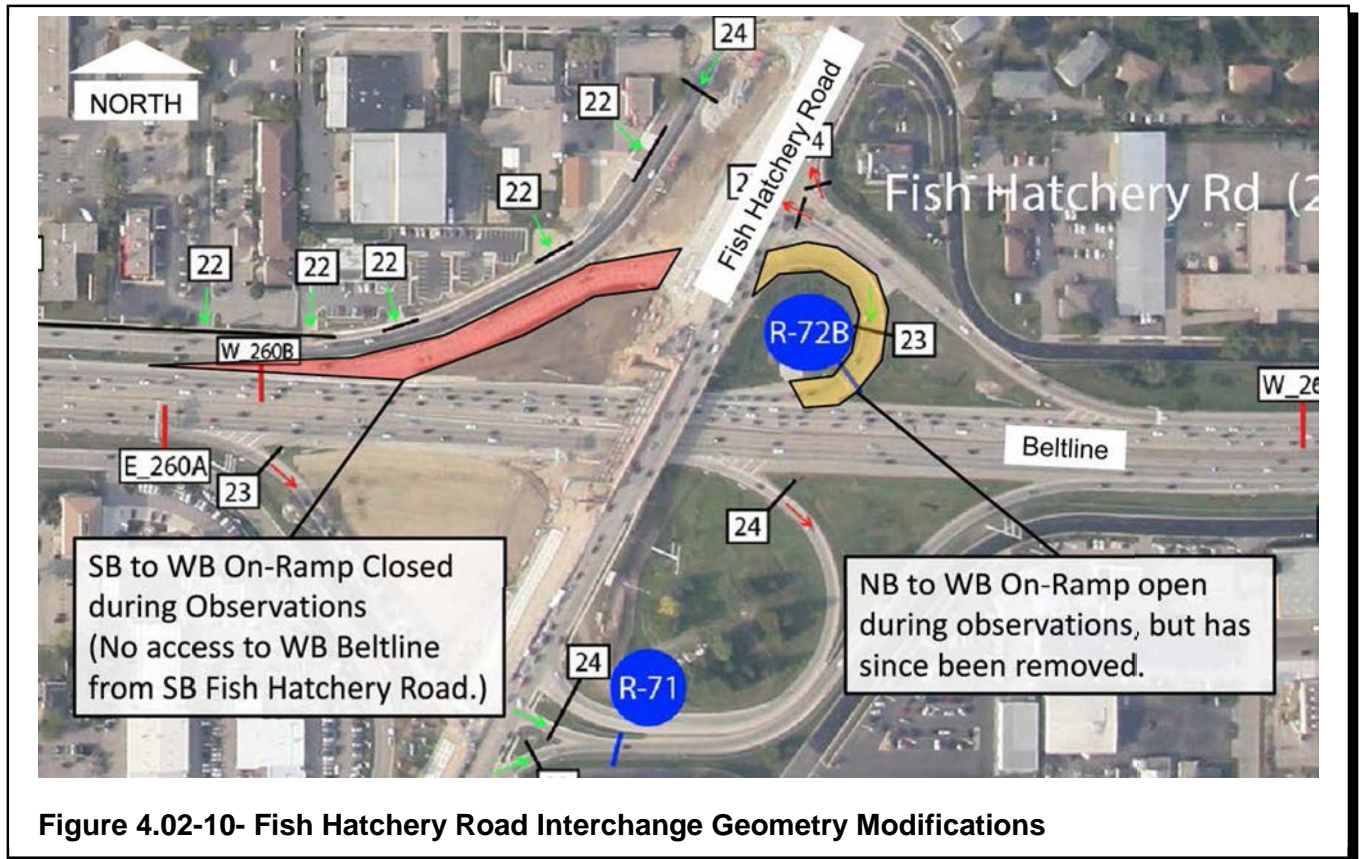 24
NORTH
22
Fish Hatchery Road
4
2
Fish Hatchery Rd (2
22
22
22
22
R-72B
23
W_260B
W_26
Beltline
E_260A
23
24
SB to WB On-Ramp Closed
during Observations
(No access to WB Beltline
from SB Fish Hatchery Road.)
NB to WB On-Ramp open
during observations, but has
since been removed.
24
R-71
Figure 4.02-10- Fish Hatchery Road Interchange Geometry Modifications